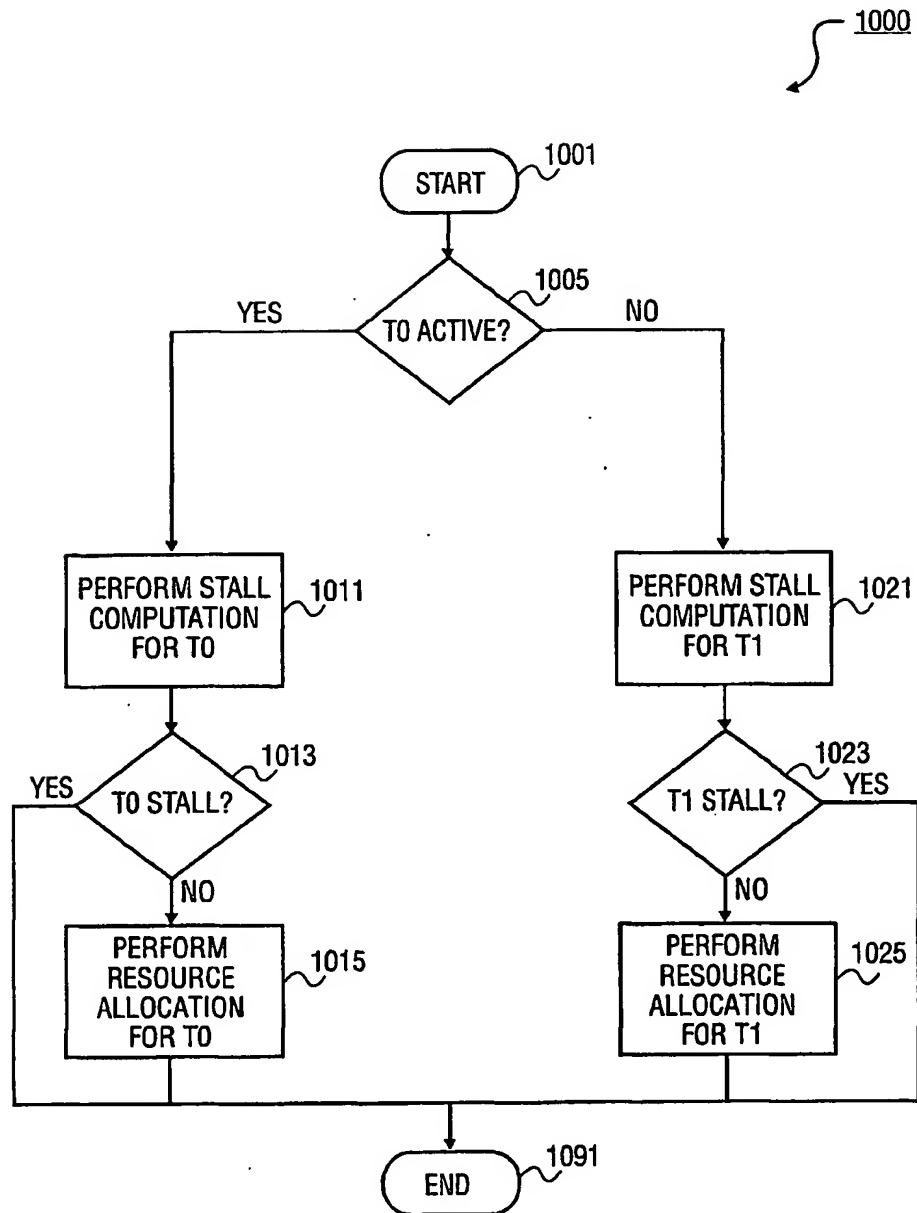 1000
1001
START
1005
YES
T0 ACTIVE?
NO
PERFORM STALL
COMPUTATION
FOR T0
1011
PERFORM STALL
COMPUTATION
FOR T1
1021
1013
YES
T0 STALL?
NO
1023
YES
T1 STALL?
NO
PERFORM
RESOURCE
ALLOCATION
FOR T0
1015
PERFORM
RESOURCE
ALLOCATION
FOR T1
1025
1091
END